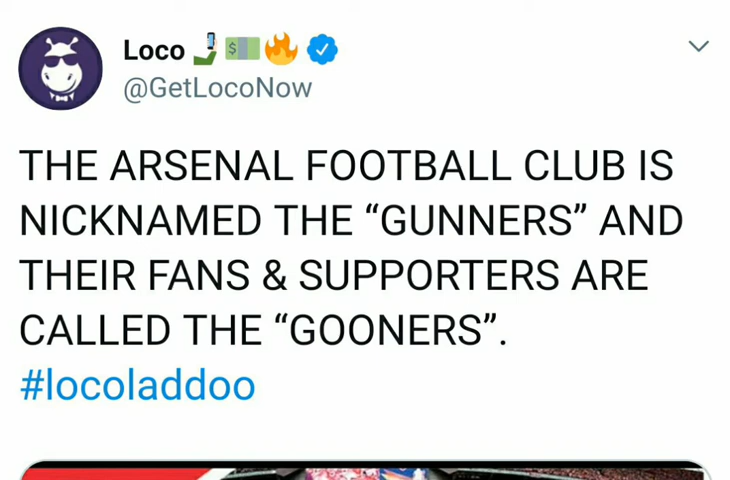 Loco 🤳💵🔥
@GetLocoNow
THE ARSENAL FOOTBALL CLUB IS
NICKNAMED THE “GUNNERS” AND
THEIR FANS & SUPPORTERS ARE
CALLED THE “GOONERS”.
#locoladdoo